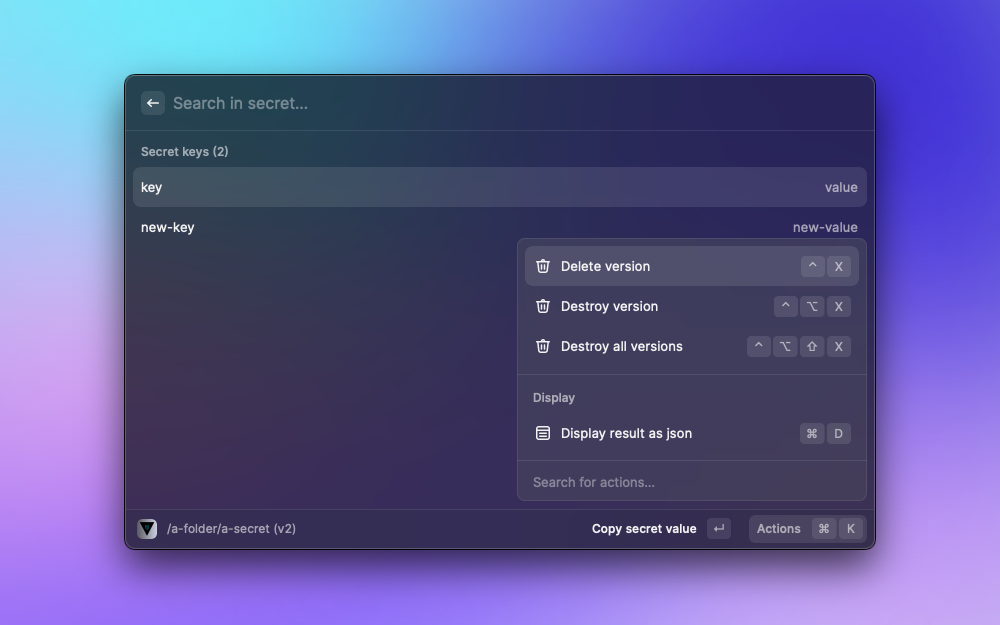 Search in secret...
Secret keys (2)
key value
new-key new-value
Delete version ^ X
Destroy version ^ ⌥ X
Destroy all versions ^ ⌥ ⇧ X
Display
Display result as json ⌘ D
Search for actions...
/a-folder/a-secret (v2) Copy secret value ↵ Actions ⌘ K